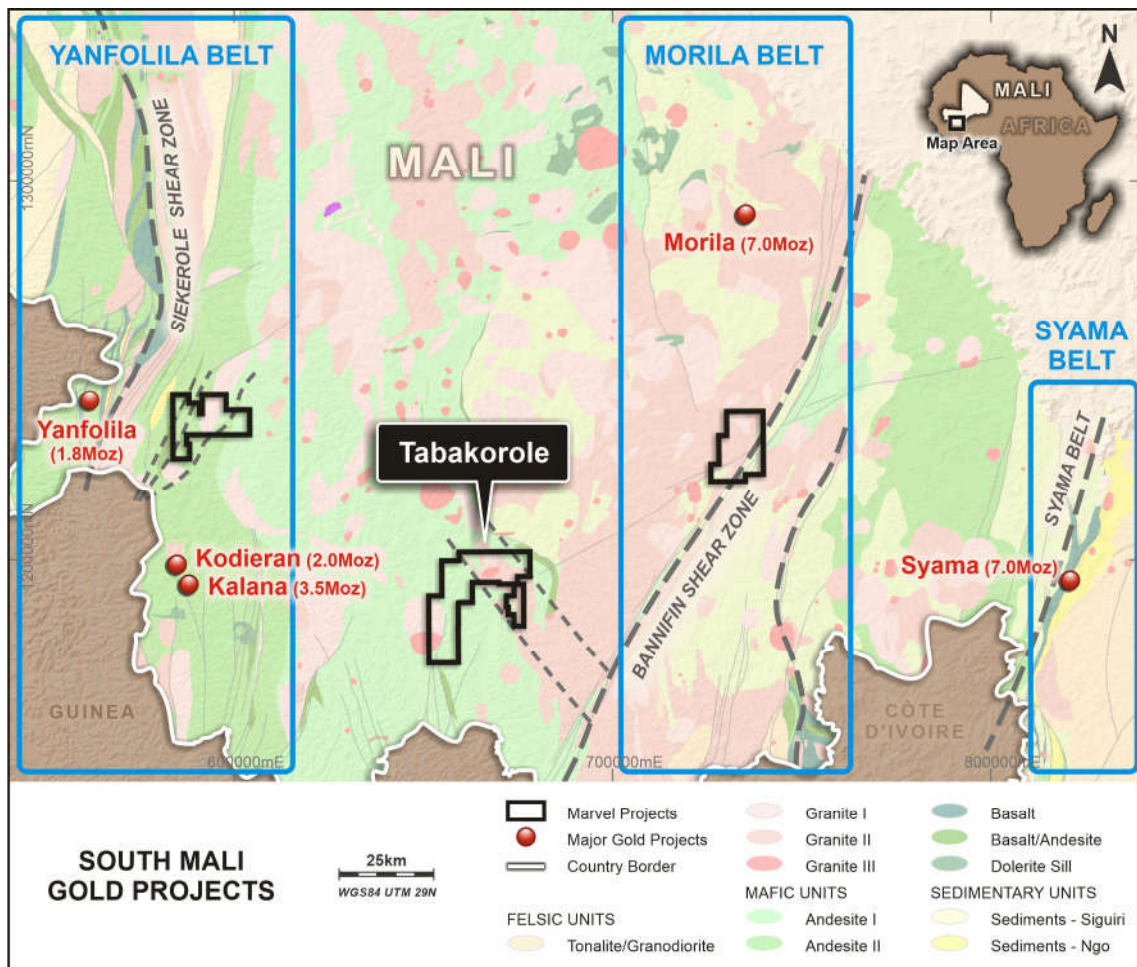 YANFOLILA BELT
MORILA BELT
N
MALI
AFRICA
Map Area
MALI
1300000mN
SIEKEROLE SHEAR ZONE
Morila (7.0Moz)
SYAMA
BELT
Yanfolila
(1.8Moz)
Tabakorole
SYAMA BELT
1200000mN
Kodieran (2.0Moz)
Kalana (3.5Moz)
BANNIFIN SHEAR ZONE
Syama (7.0Moz)
GUINEA
CÔTE
D'IVOIRE
600000mE
700000mE
800000mE
SOUTH MALI
GOLD PROJECTS
25km
WGS84 UTM 29N
Marvel Projects
Major Gold Projects
Country Border
FELSIC UNITS
Tonalite/Granodiorite
Granite I
Granite II
Granite III
MAFIC UNITS
Andesite I
Andesite II
Basalt
Basalt/Andesite
Dolerite Sill
SEDIMENTARY UNITS
Sediments - Siguiri
Sediments - Ngo